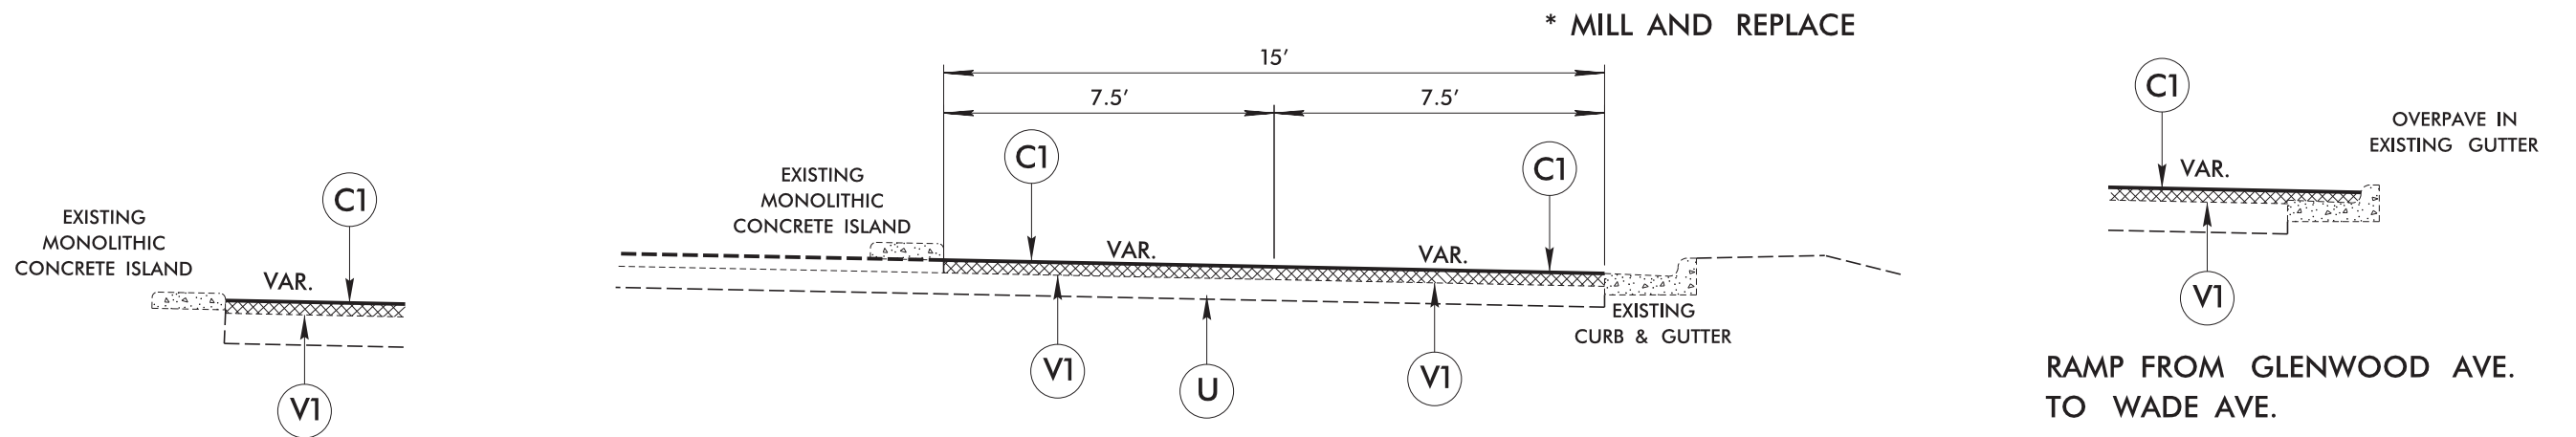 * MILL AND REPLACE
15'
7.5' 7.5'
C1
EXISTING
MONOLITHIC
CONCRETE ISLAND
VAR.
V1
EXISTING
MONOLITHIC
CONCRETE ISLAND
C1
C1
VAR.
VAR.
V1
U
V1
EXISTING
CURB & GUTTER
C1
OVERPAVE IN
EXISTING GUTTER
VAR.
V1
RAMP FROM GLENWOOD AVE.
TO WADE AVE.